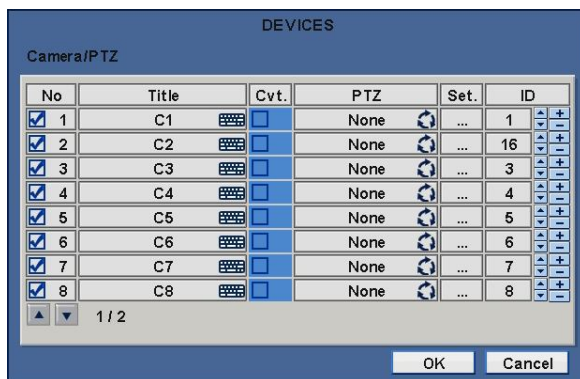 DEVICES
Camera/PTZ
No Title Cvt. PTZ Set. ID
1 C1 None ... 1 + -
2 C2 None ... 16 + -
3 C3 None ... 3 + -
4 C4 None ... 4 + -
5 C5 None ... 5 + -
6 C6 None ... 6 + -
7 C7 None ... 7 + -
8 C8 None ... 8 + -
1 / 2
OK Cancel